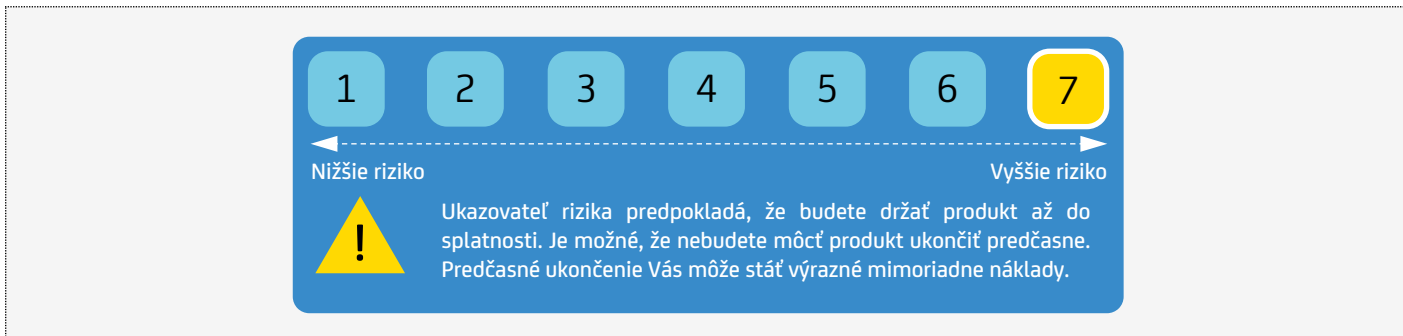 1 2 3 4 5 6 7
Nižšie riziko Vyššie riziko
!
Ukazovateľ rizika predpokladá, že budete držať produkt až do
splatnosti. Je možné, že nebudete môcť produkt ukončiť predčasne.
Predčasné ukončenie Vás môže stáť výrazné mimoriadne náklady.